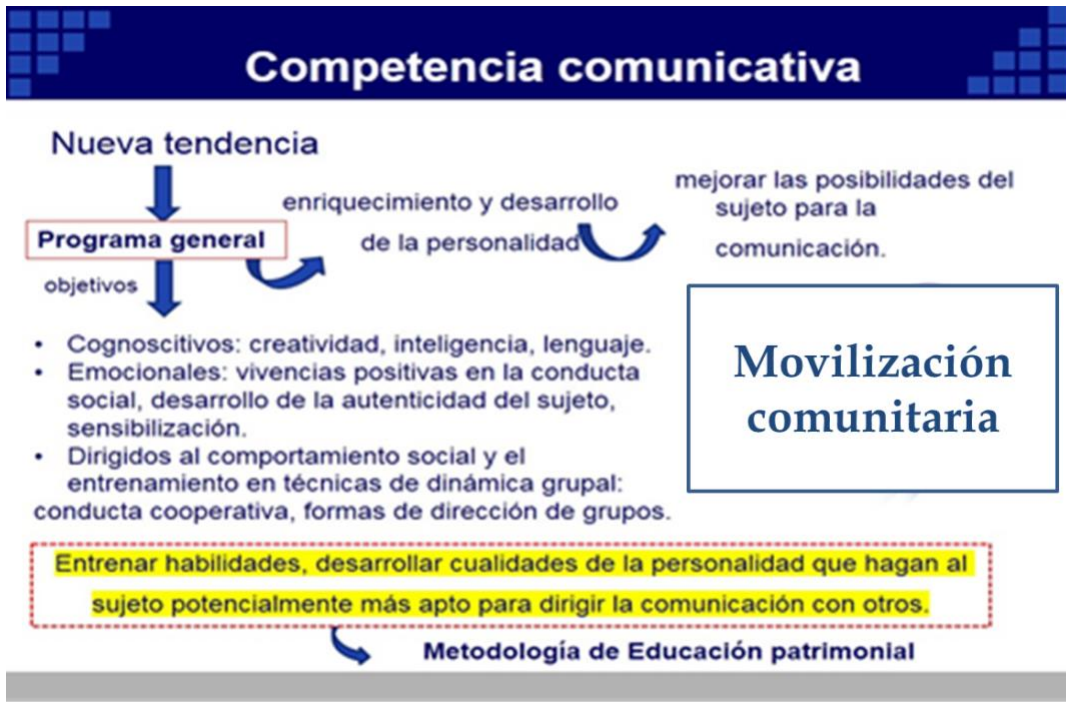 Competencia comunicativa
Nueva tendencia
Programa general
enriquecimiento y desarrollo
de la personalidad
mejorar las posibilidades del
sujeto para la
comunicación.
objetivos
• Cognoscitivos: creatividad, inteligencia, lenguaje.
• Emocionales: vivencias positivas en la conducta
social, desarrollo de la autenticidad del sujeto,
sensibilización.
• Dirigidos al comportamiento social y el
entrenamiento en técnicas de dinámica grupal:
conducta cooperativa, formas de dirección de grupos.
Movilización
comunitaria
Entrenar habilidades, desarrollar cualidades de la personalidad que hagan al
sujeto potencialmente más apto para dirigir la comunicación con otros.
Metodología de Educación patrimonial